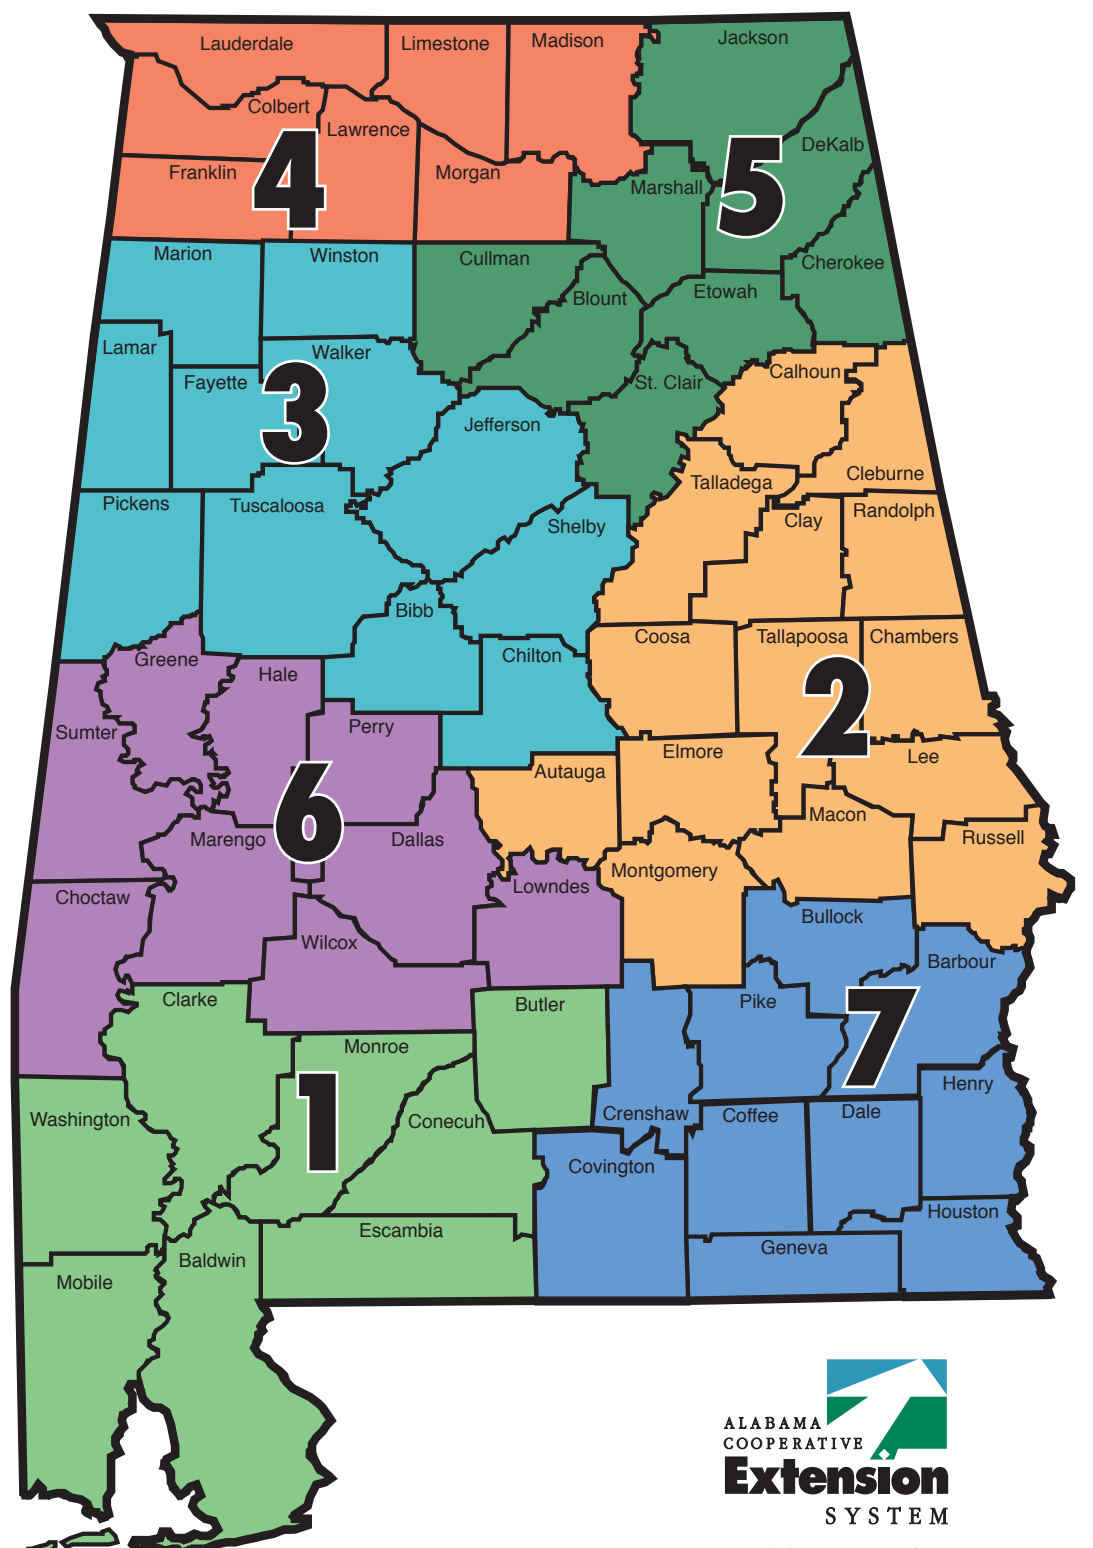 Lauderdale
Limestone
Madison
Jackson
Colbert
Lawrence
DeKalb
Franklin
4
Morgan
Marshall
5
Marion
Winston
Cullman
Cherokee
Blount
Etowah
Lamar
Walker
Fayette
3
St. Clair
Calhoun
Jefferson
Pickens
Tuscaloosa
Talladega
Cleburne
Shelby
Clay
Randolph
Bibb
Greene
Hale
Chilton
Coosa
Tallapoosa
Chambers
Sumter
Perry
2
Elmore
Lee
Autauga
6
Marengo
Dallas
Macon
Russell
Choctaw
Lowndes
Montgomery
Wilcox
Bullock
Barbour
Clarke
Butler
Pike
7
Monroe
Henry
Washington
1
Conecuh
Crenshaw
Coffee
Dale
Covington
Escambia
Houston
Baldwin
Geneva
Mobile
ALABAMA
COOPERATIVE
Extension
SYSTEM